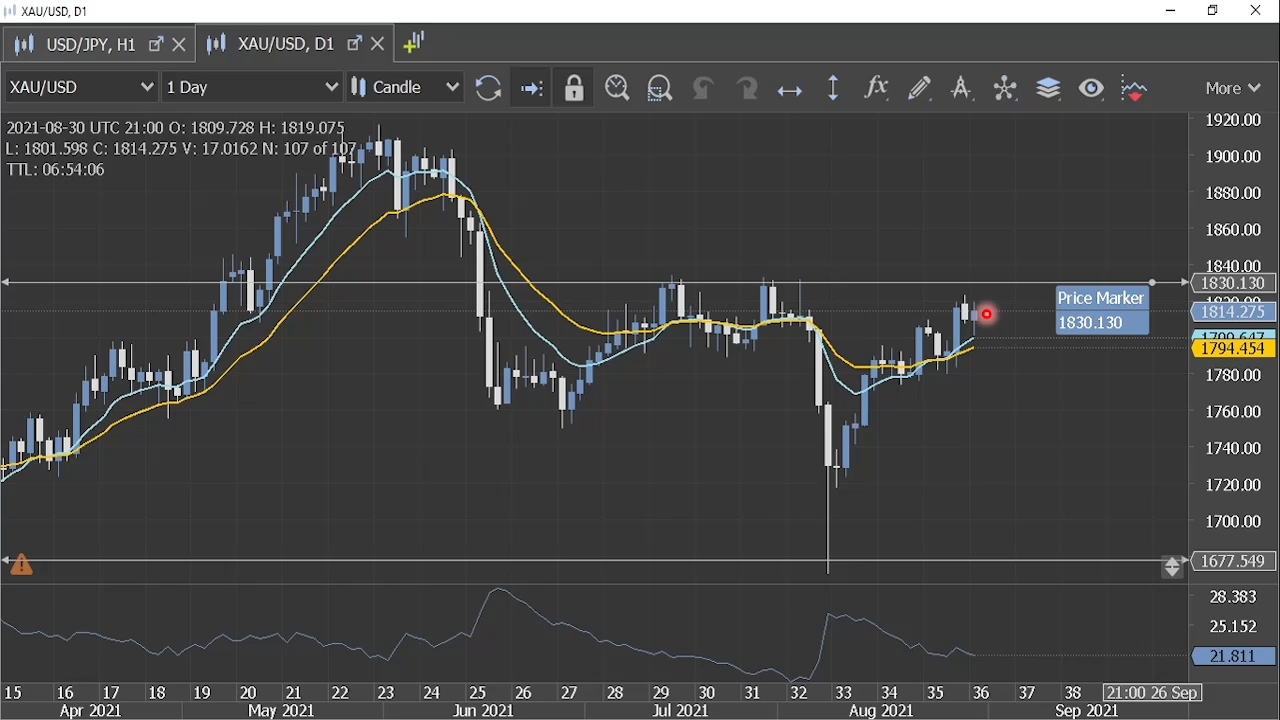 XAU/USD, D1
USD/JPY, H1
XAU/USD, D1
XAU/USD
1 Day
Candle
fx
More
2021-08-30 UTC 21:00 O: 1809.728 H: 1819.075
L: 1801.598 C: 1814.275 V: 17.0162 N: 107 of 107
TTL: 06:54:06
1920.00
1900.00
1880.00
1860.00
1840.00
1830.130
Price Marker
1830.130
1820.00
1814.275
1799.647
1794.454
1780.00
1760.00
1740.00
1720.00
1700.00
1677.549
28.383
25.152
21.811
15 16 17 18 19 20 21 22 23 24 25 26 27 28 29 30 31 32 33 34 35 36 37 38 21:00 26 Sep
Apr 2021 May 2021 Jun 2021 Jul 2021 Aug 2021 Sep 2021